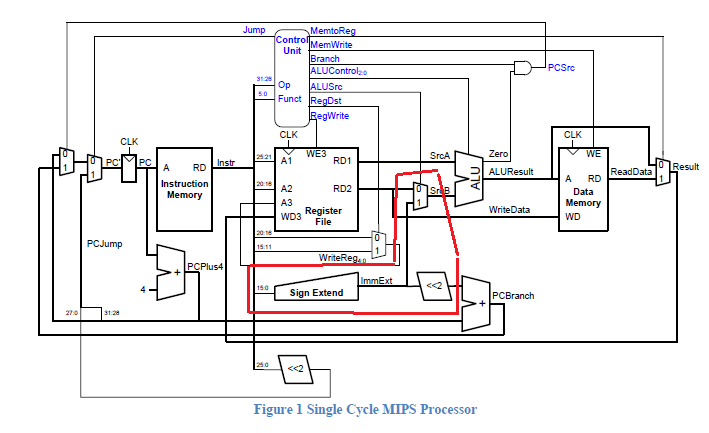 Jump
Control
Unit
MemtoReg
MemWrite
Branch
ALUControl2:0
ALUSrc
RegDst
RegWrite
31:26 Op
5:0 Funct
PCSrc
CLK
CLK
CLK
0
1
0
1
PC'
PC
A RD
Instruction
Memory
Instr
25:21 A1
WE3
RD1
20:16 A2
RD2
A3
WD3
Register
File
SrcA
0
1
SrcB
ALU
Zero
ALUResult
WriteData
WE
A RD
Data
Memory
WD
ReadData
0
1
Result
20:16
15:11
0
1
WriteReg4:0
PCJump
PCPlus4
+
4
15:0
Sign Extend
ImmExt
<<2
+
PCBranch
27:0
31:28
25:0
<<2
Figure 1 Single Cycle MIPS Processor